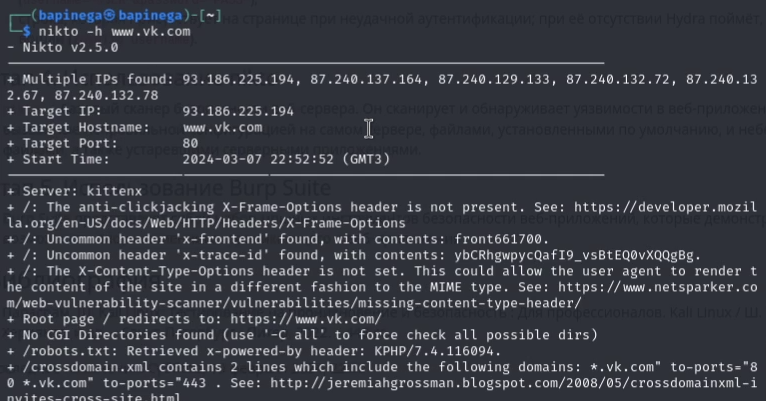 (bapinega㉿bapinega)-[~]
$ nikto -h www.vk.com
- Nikto v2.5.0
+ Multiple IPs found: 93.186.225.194, 87.240.137.164, 87.240.129.133, 87.240.132.72, 87.240.13
2.67, 87.240.132.78
+ Target IP: 93.186.225.194
+ Target Hostname: www.vk.com
+ Target Port: 80
+ Start Time: 2024-03-07 22:52:52 (GMT3)
+ Server: kittenx
+ /: The anti-clickjacking X-Frame-Options header is not present. See: https://developer.mozil
la.org/en-US/docs/Web/HTTP/Headers/X-Frame-Options
+ /: Uncommon header 'x-frontend' found, with contents: front661700.
+ /: Uncommon header 'x-trace-id' found, with contents: ybCRhgwpycQafI9_vsBtEQ0vXQQgBg.
+ /: The X-Content-Type-Options header is not set. This could allow the user agent to render t
he content of the site in a different fashion to the MIME type. See: https://www.netsparker.co
m/web-vulnerability-scanner/vulnerabilities/missing-content-type-header/
+ Root page / redirects to: https://www.vk.com/
+ No CGI Directories found (use '-C all' to force check all possible dirs)
+ /robots.txt: Retrieved x-powered-by header: KPHP/7.4.116094.
+ /crossdomain.xml contains 2 lines which include the following domains: *.vk.com" to-ports="8
0 *.vk.com" to-ports="443 . See: http://jeremiahgrossman.blogspot.com/2008/05/crossdomainxml-i
nvites-cross-site.html